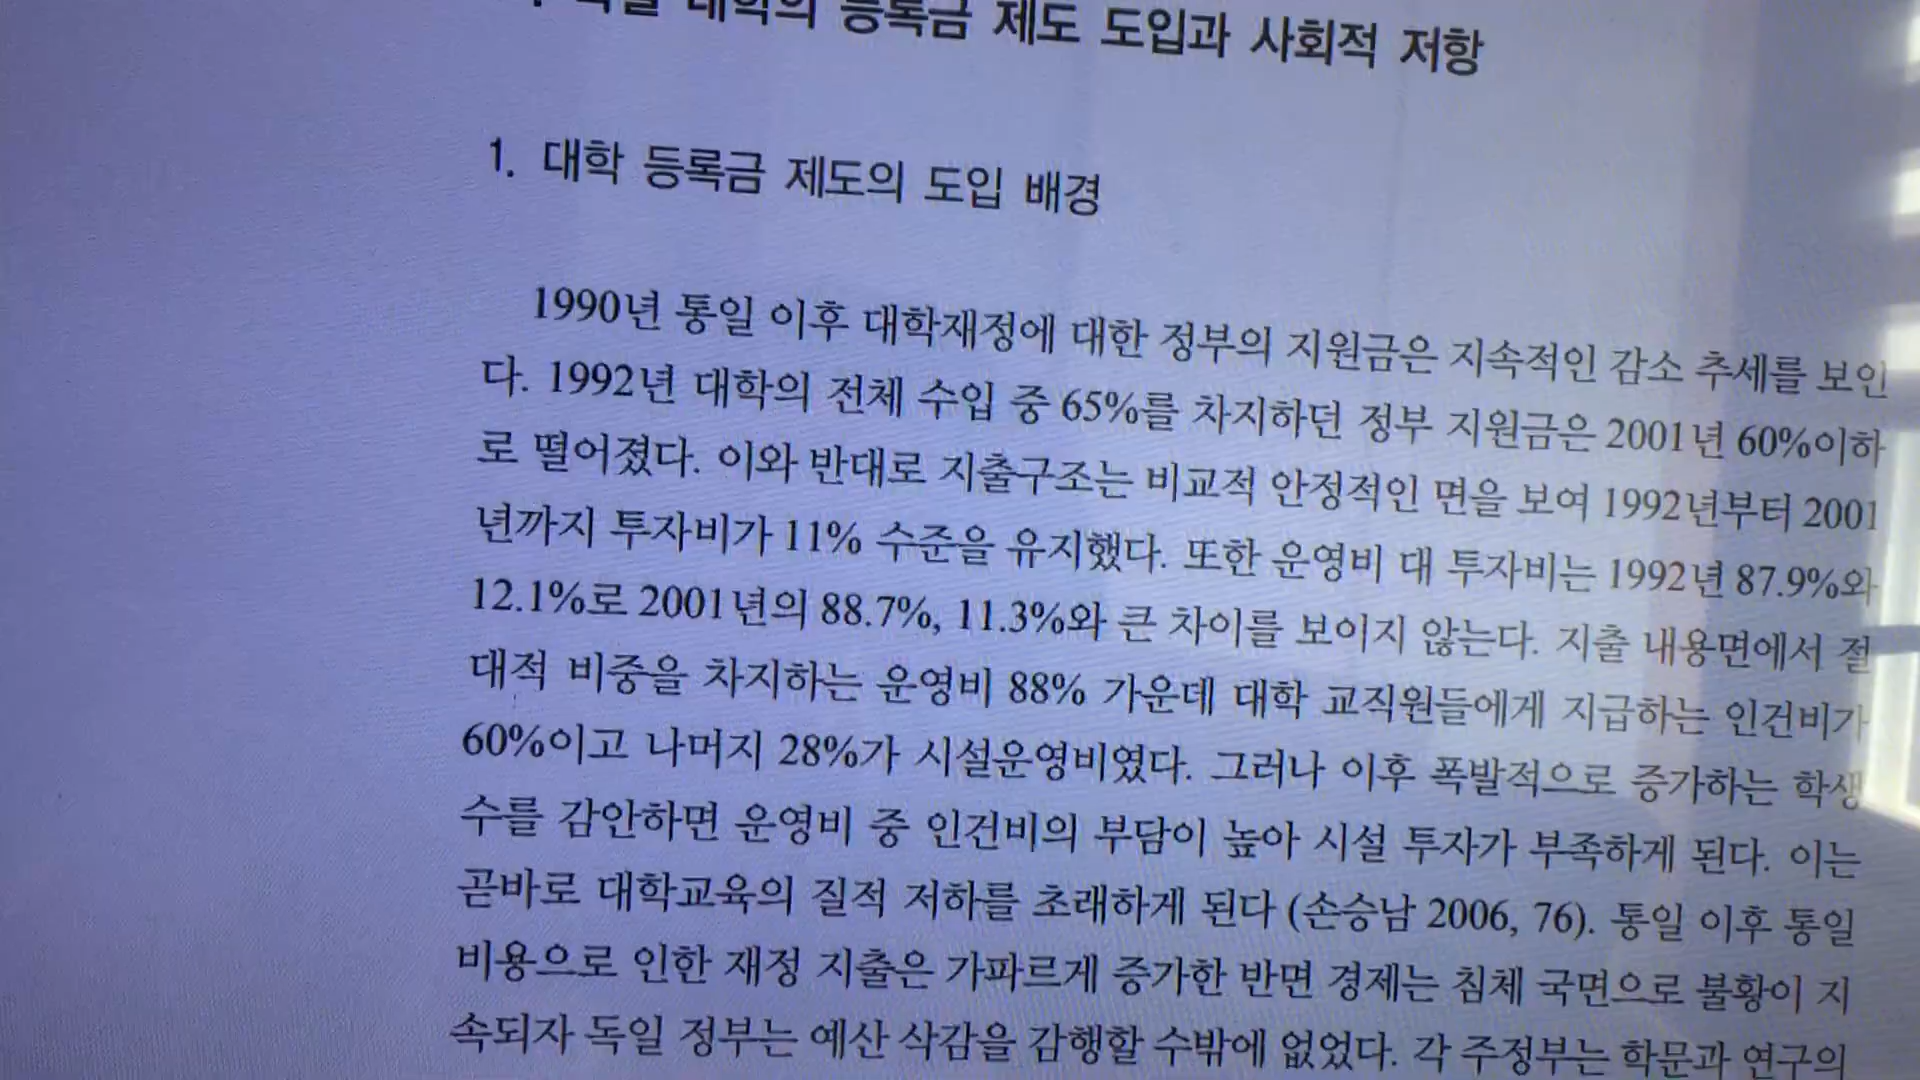 대학의 등록금 제도 도입과 사회적 저항
1. 대학 등록금 제도의 도입 배경
1990년 통일 이후 대학재정에 대한 정부의 지원금은 지속적인 감소 추세를 보인
다. 1992년 대학의 전체 수입 중 65%를 차지하던 정부 지원금은 2001년 60%이하
로 떨어졌다. 이와 반대로 지출구조는 비교적 안정적인 면을 보여 1992년부터 2001
년까지 투자비가 11% 수준을 유지했다. 또한 운영비 대 투자비는 1992년 87.9%와
12.1%로 2001년의 88.7%, 11.3%와 큰 차이를 보이지 않는다. 지출 내용면에서 절
대적 비중을 차지하는 운영비 88% 가운데 대학 교직원들에게 지급하는 인건비가
60%이고 나머지 28%가 시설운영비였다. 그러나 이후 폭발적으로 증가하는 학생
수를 감안하면 운영비 중 인건비의 부담이 높아 시설 투자가 부족하게 된다. 이는
곧바로 대학교육의 질적 저하를 초래하게 된다 (손승남 2006, 76). 통일 이후 통일
비용으로 인한 재정 지출은 가파르게 증가한 반면 경제는 침체 국면으로 불황이 지
속되자 독일 정부는 예산 삭감을 감행할 수밖에 없었다. 각 주정부는 학문과 연구의